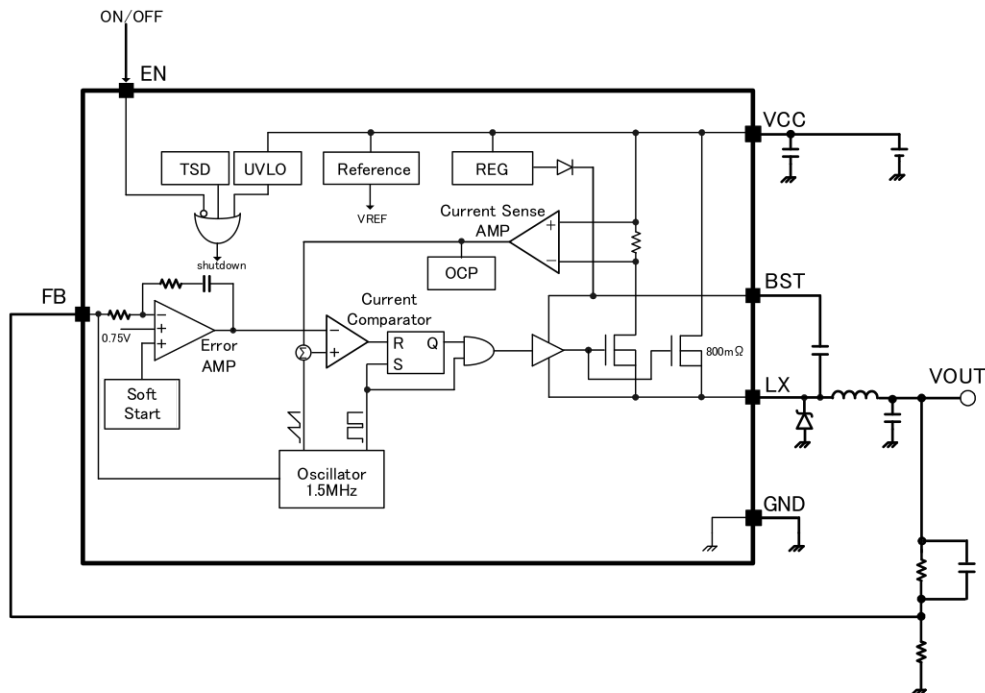 ON/OFF
EN
VCC
TSD
UVLO
Reference
REG
VREF
Current Sense
AMP
+
−
OCP
shutdown
BST
FB
−
+
+
0.75V
Error
AMP
Current
Comparator
−
+
Σ
R
Q
S
800mΩ
Soft
Start
LX
VOUT
Oscillator
1.5MHz
GND